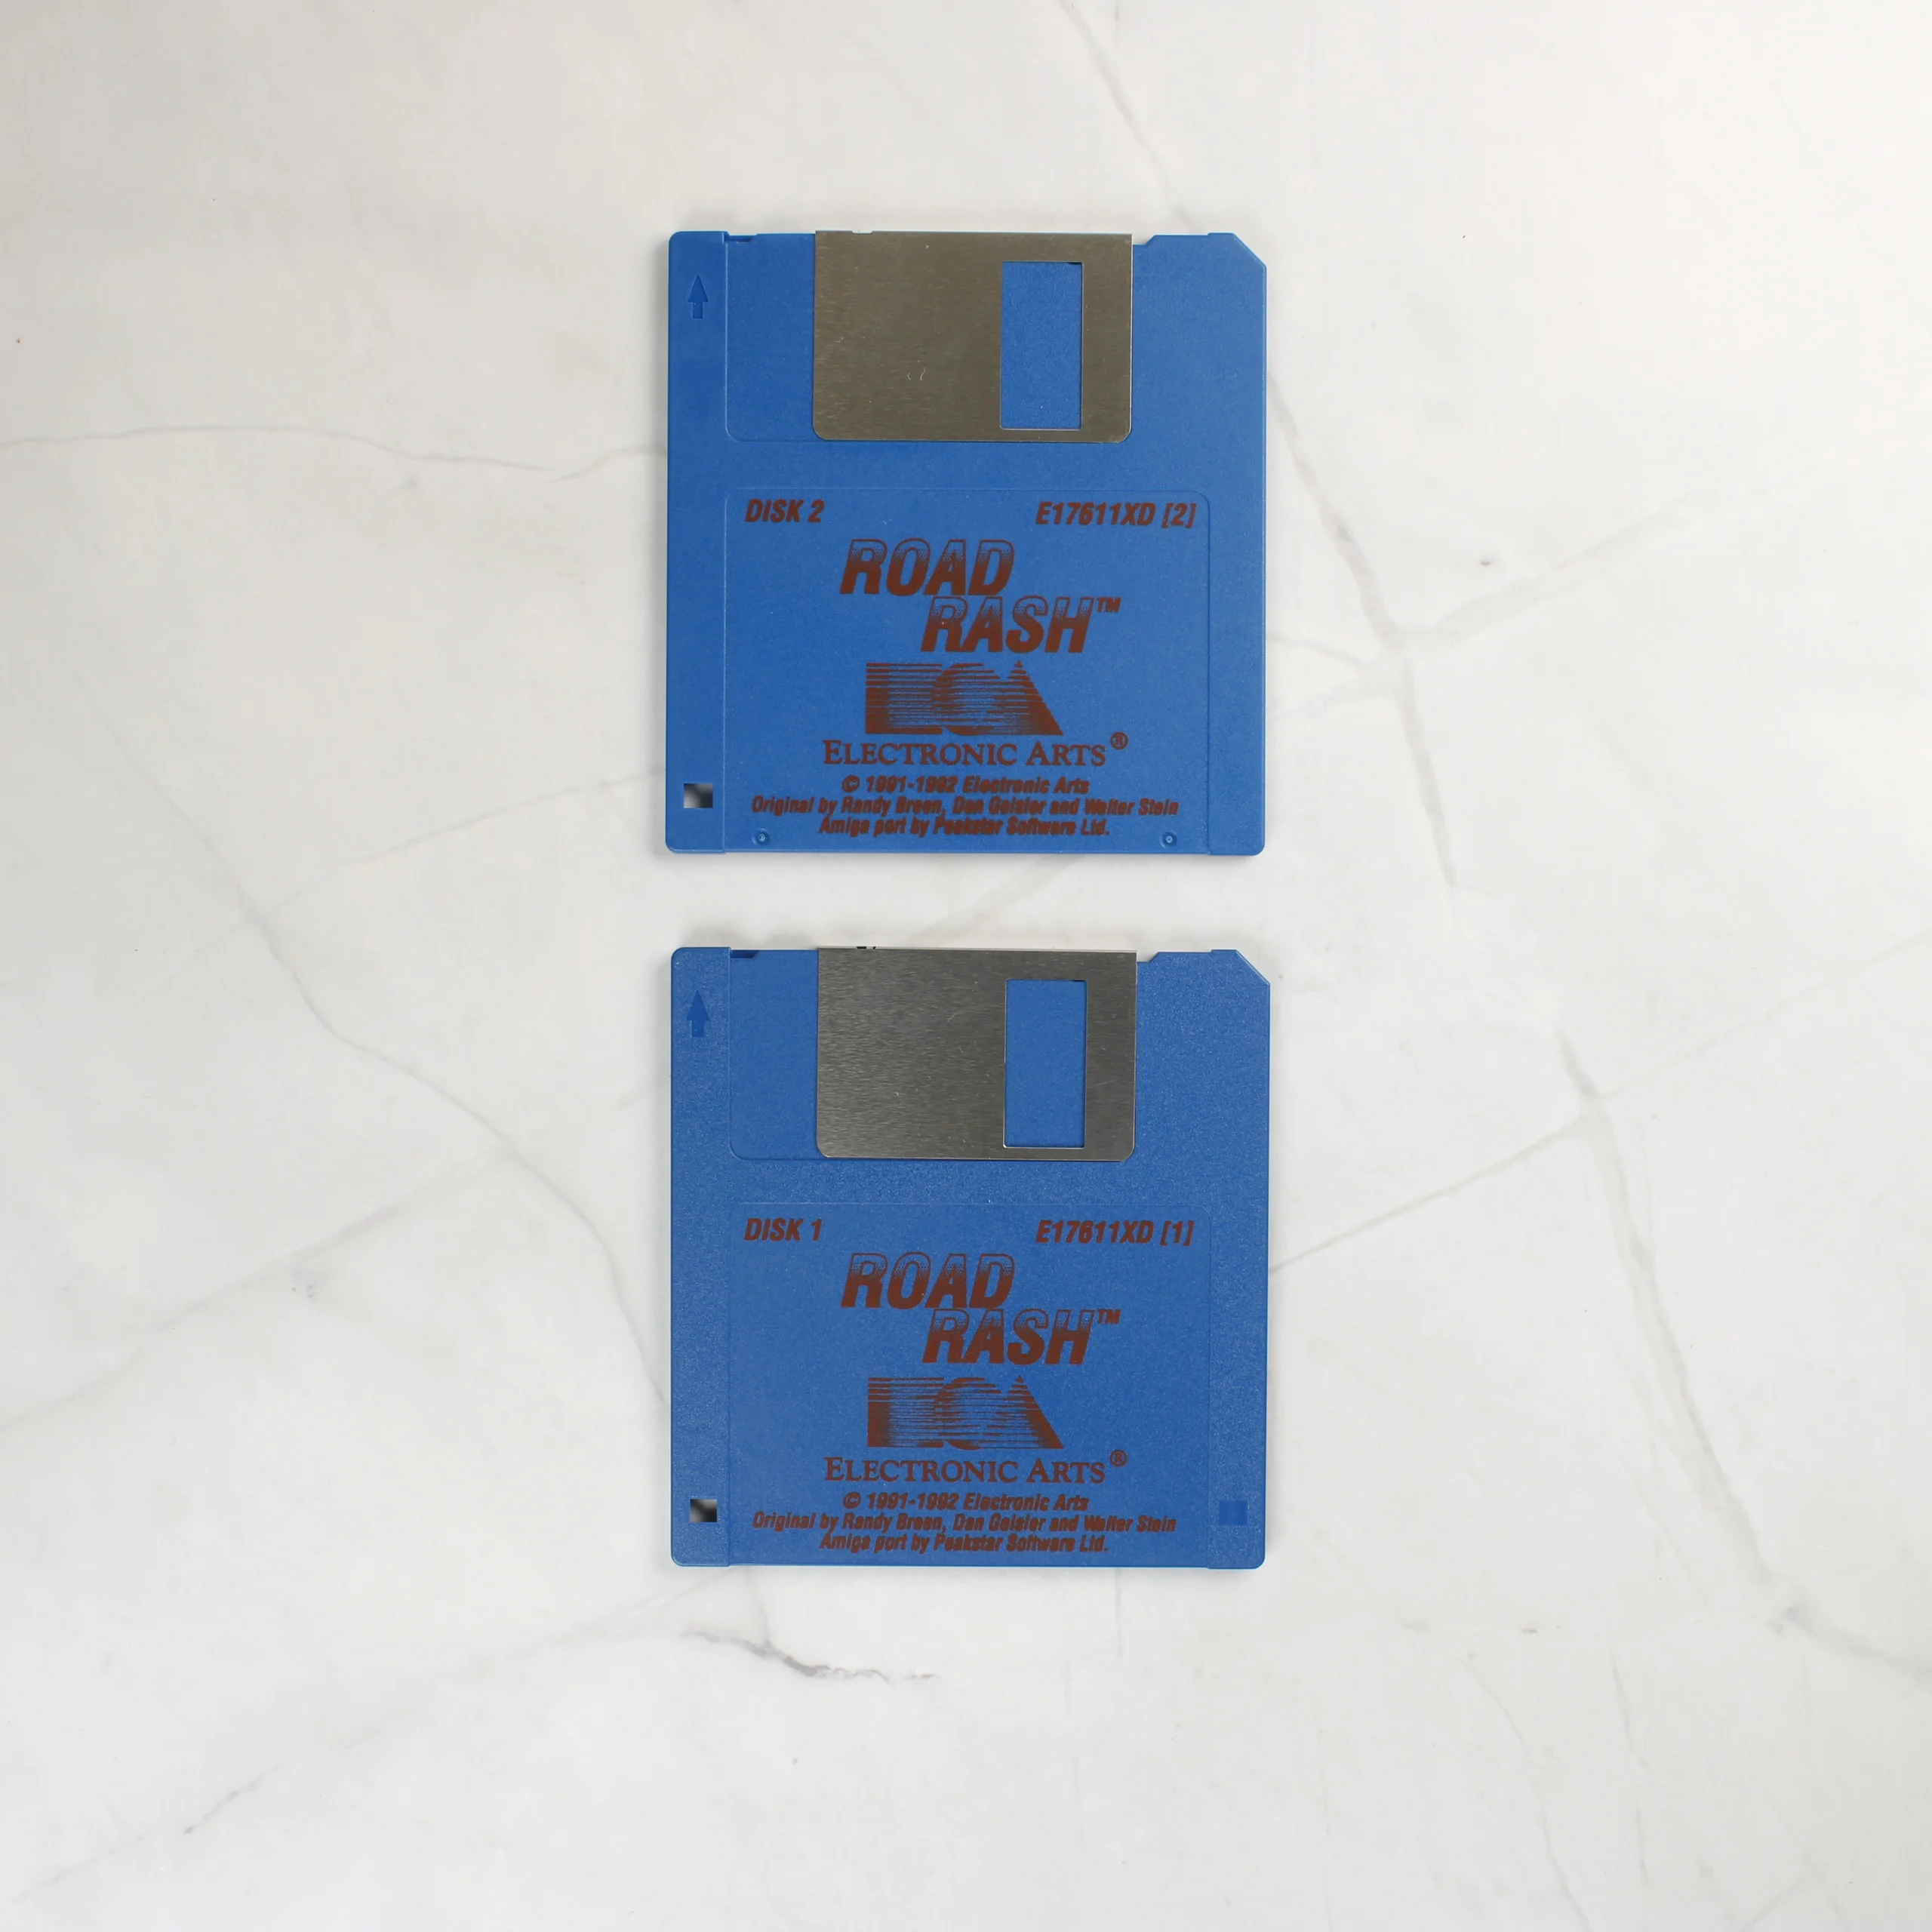 DISK 2 E17611XD [2]
ROAD
RASH™
EA
ELECTRONIC ARTS®
© 1991-1992 Electronic Arts
Original by Randy Breen, Dan Geisler and Walter Stein
Amiga port by Peakstar Software Ltd.
DISK 1 E17611XD [1]
ROAD
RASH™
EA
ELECTRONIC ARTS®
© 1991-1992 Electronic Arts
Original by Randy Breen, Dan Geisler and Walter Stein
Amiga port by Peakstar Software Ltd.